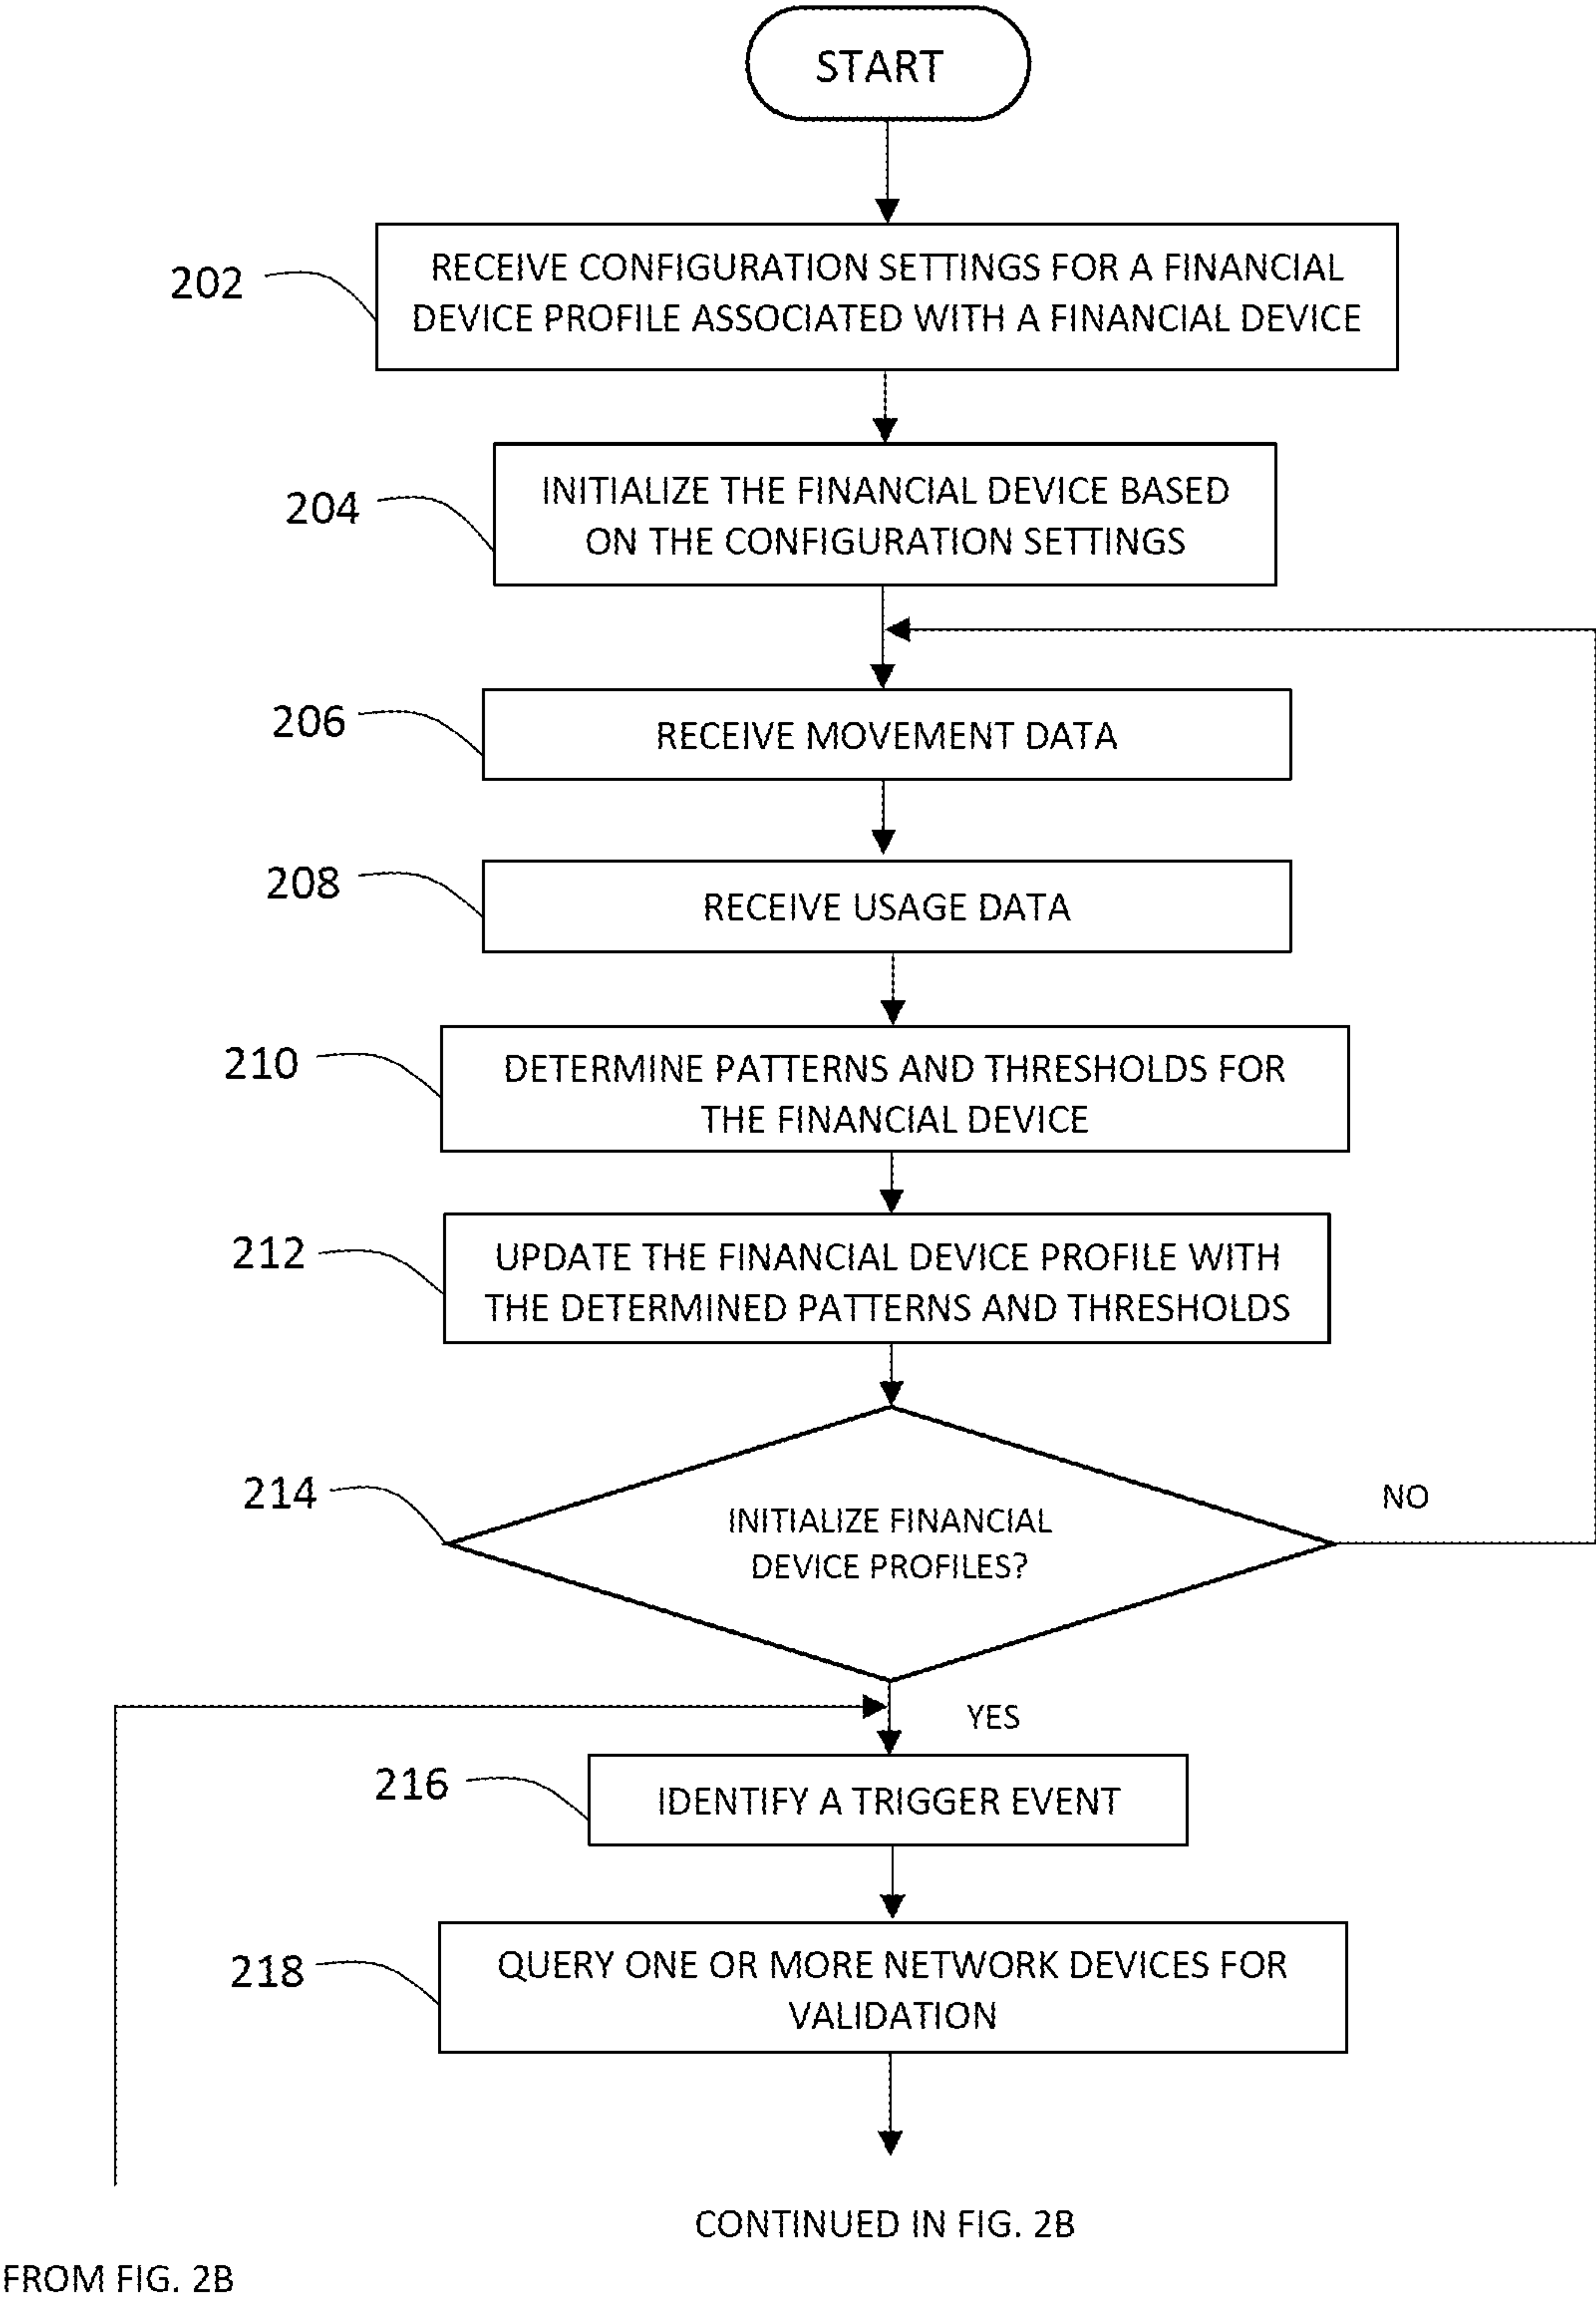 START
202
RECEIVE CONFIGURATION SETTINGS FOR A FINANCIAL
DEVICE PROFILE ASSOCIATED WITH A FINANCIAL DEVICE
204
INITIALIZE THE FINANCIAL DEVICE BASED
ON THE CONFIGURATION SETTINGS
206
RECEIVE MOVEMENT DATA
208
RECEIVE USAGE DATA
210
DETERMINE PATTERNS AND THRESHOLDS FOR
THE FINANCIAL DEVICE
212
UPDATE THE FINANCIAL DEVICE PROFILE WITH
THE DETERMINED PATTERNS AND THRESHOLDS
214
INITIALIZE FINANCIAL
DEVICE PROFILES?
NO
YES
216
IDENTIFY A TRIGGER EVENT
218
QUERY ONE OR MORE NETWORK DEVICES FOR
VALIDATION
CONTINUED IN FIG. 2B
FROM FIG. 2B